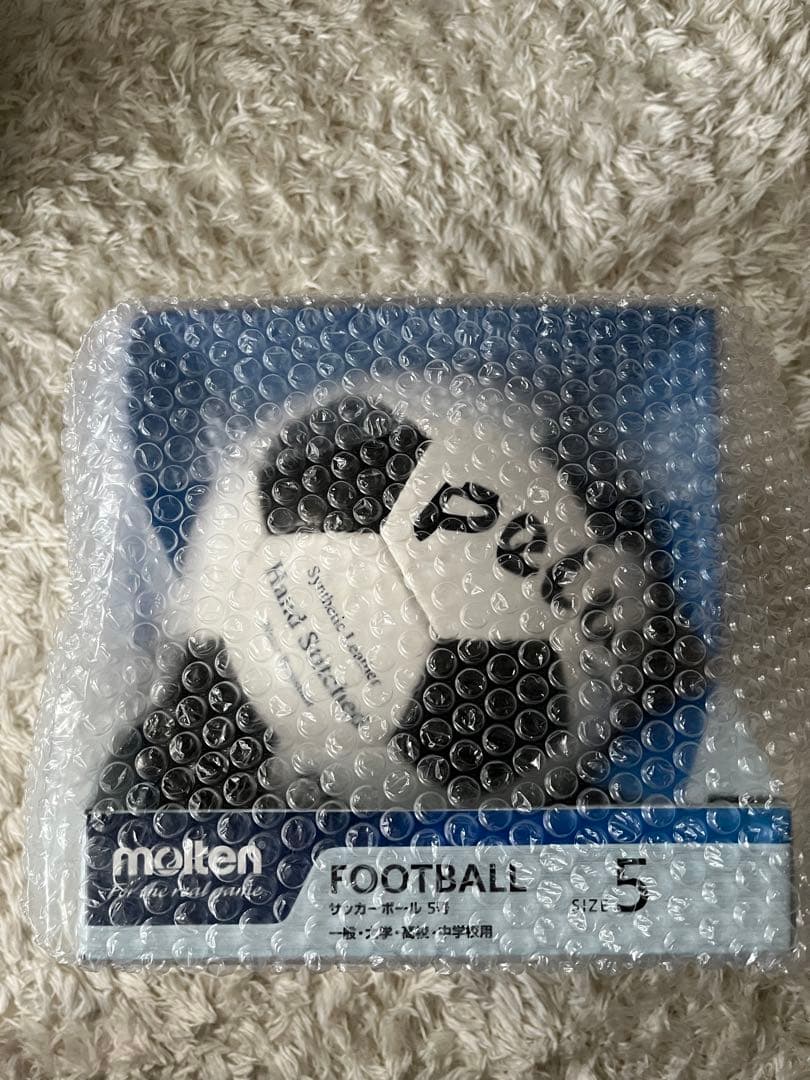 Pele
Synthetic Leather
Hand Stitched
molten
For the real game
FOOTBALL
サッカーボール 5号
SIZE 5
一般・大学・高校・中学校用